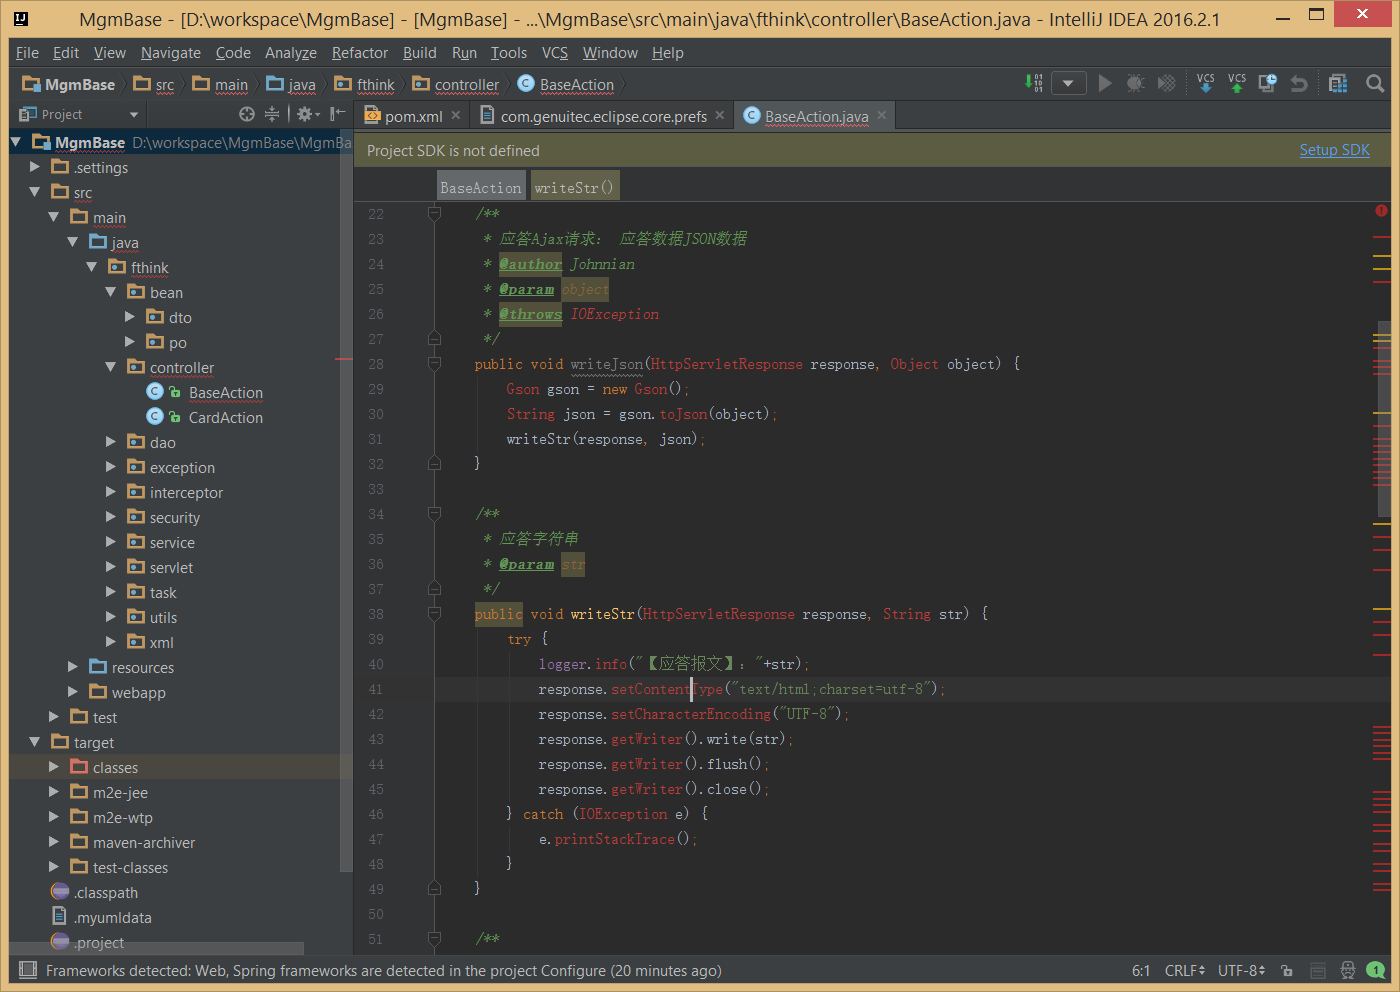 MgmBase - [D:\workspace\MgmBase] - [MgmBase] - ...\MgmBase\src\main\java\fthink\controller\BaseAction.java - IntelliJ IDEA 2016.2.1
File Edit View Navigate Code Analyze Refactor Build Run Tools VCS Window Help
MgmBase src main java fthink controller BaseAction
VCS VCS
Project
pom.xml com.genuitec.eclipse.core.prefs BaseAction.java
MgmBase D:\workspace\MgmBase\MgmBa
.settings
src
main
java
fthink
bean
dto
po
controller
BaseAction
CardAction
dao
exception
interceptor
security
service
servlet
task
utils
xml
resources
webapp
test
target
classes
m2e-jee
m2e-wtp
maven-archiver
test-classes
.classpath
.myumldata
.project
Project SDK is not defined Setup SDK
BaseAction writeStr()
22 /**
23 * 应答Ajax请求： 应答数据JSON数据
24 * @author Johnnian
25 * @param object
26 * @throws IOException
27 */
28 public void writeJson(HttpServletResponse response, Object object) {
29 Gson gson = new Gson();
30 String json = gson.toJson(object);
31 writeStr(response, json);
32 }
33
34 /**
35 * 应答字符串
36 * @param str
37 */
38 public void writeStr(HttpServletResponse response, String str) {
39 try {
40 logger.info("【应答报文】："+str);
41 response.setContentType("text/html;charset=utf-8");
42 response.setCharacterEncoding("UTF-8");
43 response.getWriter().write(str);
44 response.getWriter().flush();
45 response.getWriter().close();
46 } catch (IOException e) {
47 e.printStackTrace();
48 }
49 }
50
51 /**
Frameworks detected: Web, Spring frameworks are detected in the project Configure (20 minutes ago) 6:1 CRLF UTF-8 1